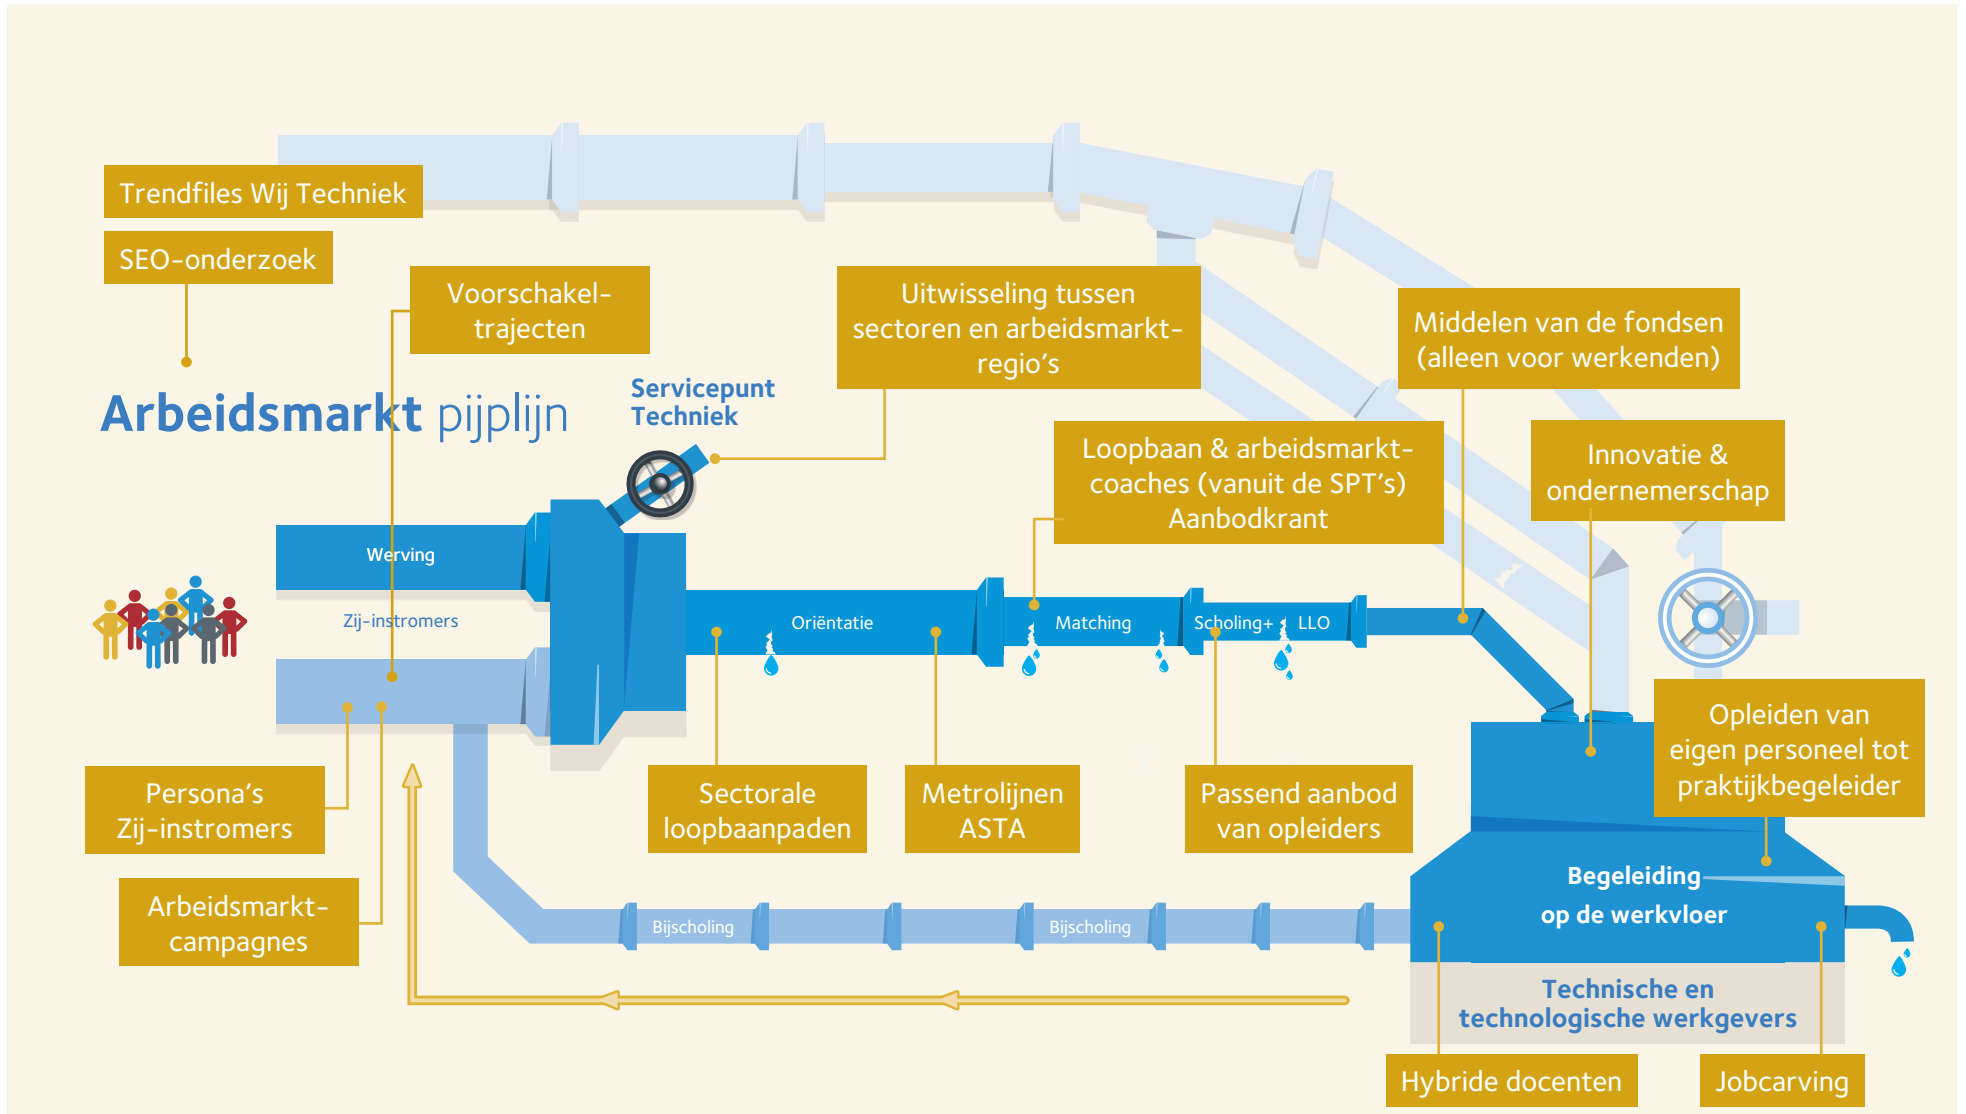 Trendfiles Wij Techniek
SEO-onderzoek
Voorschakel-
trajecten
Uitwisseling tussen
sectoren en arbeidsmarkt-
regio's
Middelen van de fondsen
(alleen voor werkenden)
Arbeidsmarkt pijplijn
Servicepunt
Techniek
Loopbaan & arbeidsmarkt-
coaches (vanuit de SPT's)
Aanbodkrant
Innovatie &
ondernemerschap
Werving
Zij-instromers
Oriëntatie
Matching
Scholing+ LLO
Opleiden van
eigen personeel tot
praktijkbegeleider
Persona's
Zij-instromers
Sectorale
loopbaanpaden
Metrolijnen
ASTA
Passend aanbod
van opleiders
Arbeidsmarkt-
campagnes
Bijscholing
Bijscholing
Begeleiding
op de werkvloer
Technische en
technologische werkgevers
Hybride docenten
Jobcarving